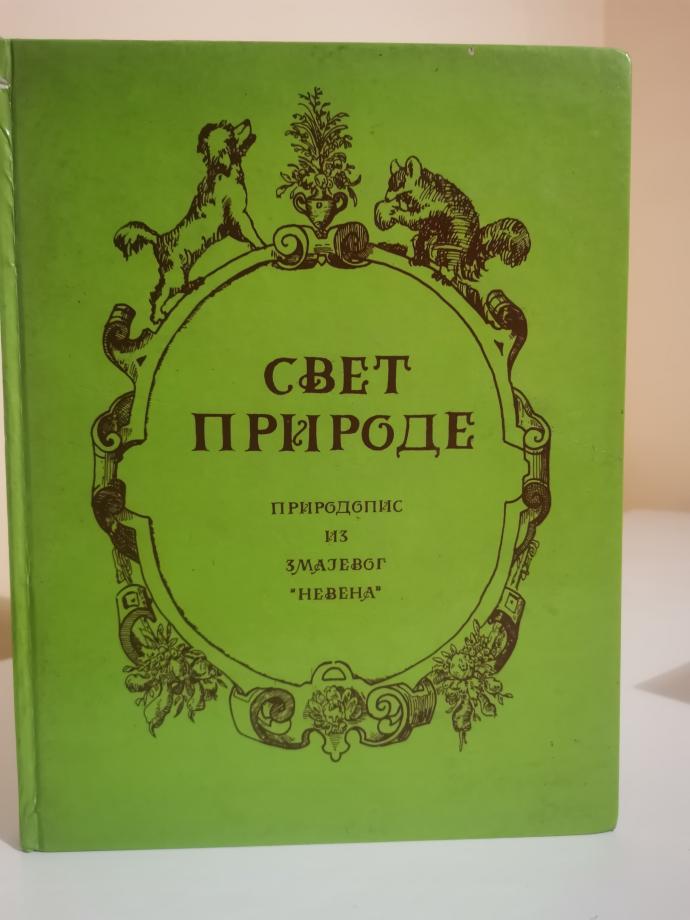 СВЕТ
ПРИРОДЕ
ПРИРОДОПИС
ИЗ
ЗМАЈЕВОГ
"НЕВЕНА"